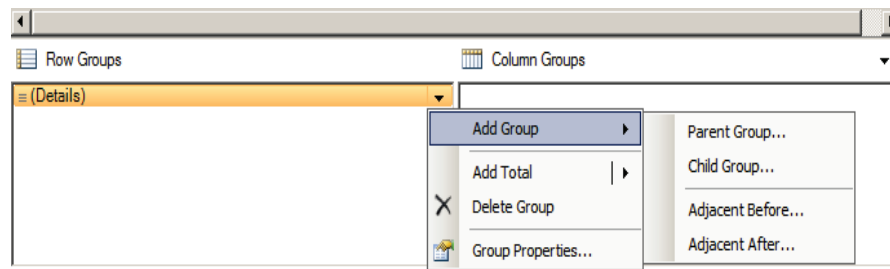 Row Groups
Column Groups
(Details)
Add Group
Add Total
Delete Group
Group Properties...
Parent Group...
Child Group...
Adjacent Before...
Adjacent After...